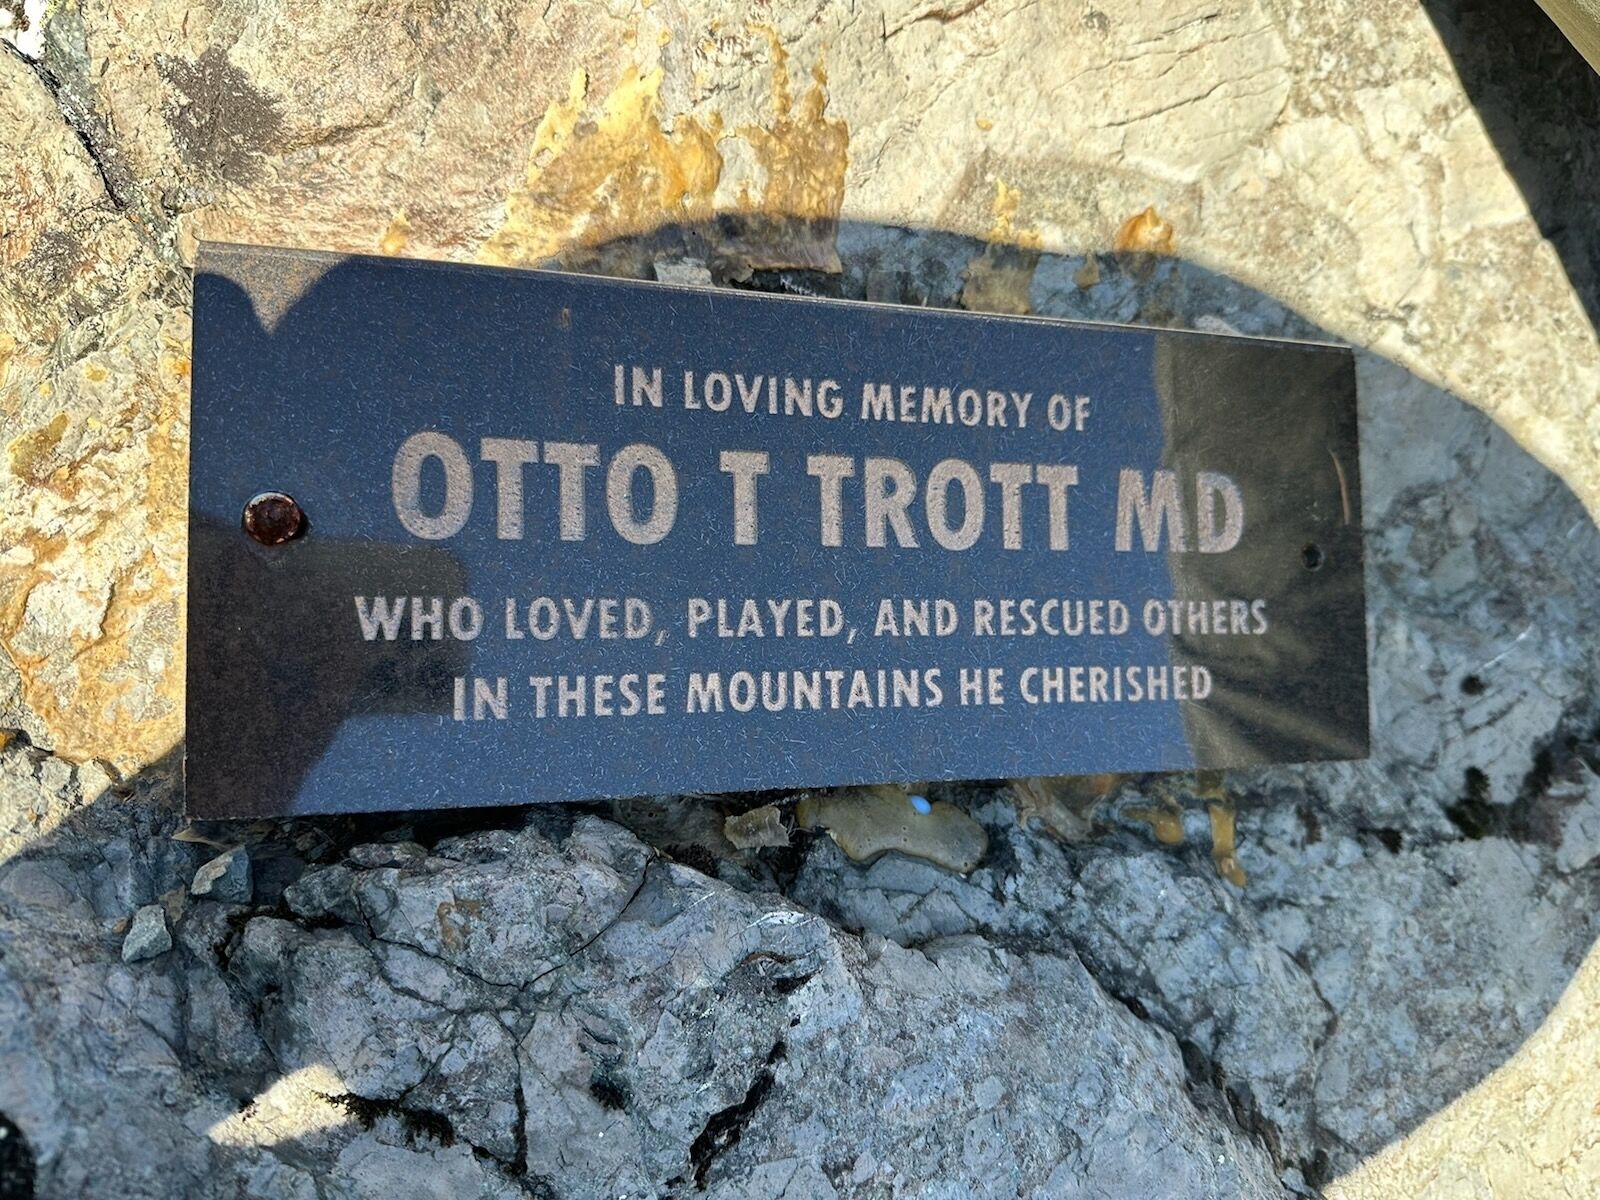 IN LOVING MEMORY OF
OTTO T TROTT MD
WHO LOVED, PLAYED, AND RESCUED OTHERS
IN THESE MOUNTAINS HE CHERISHED